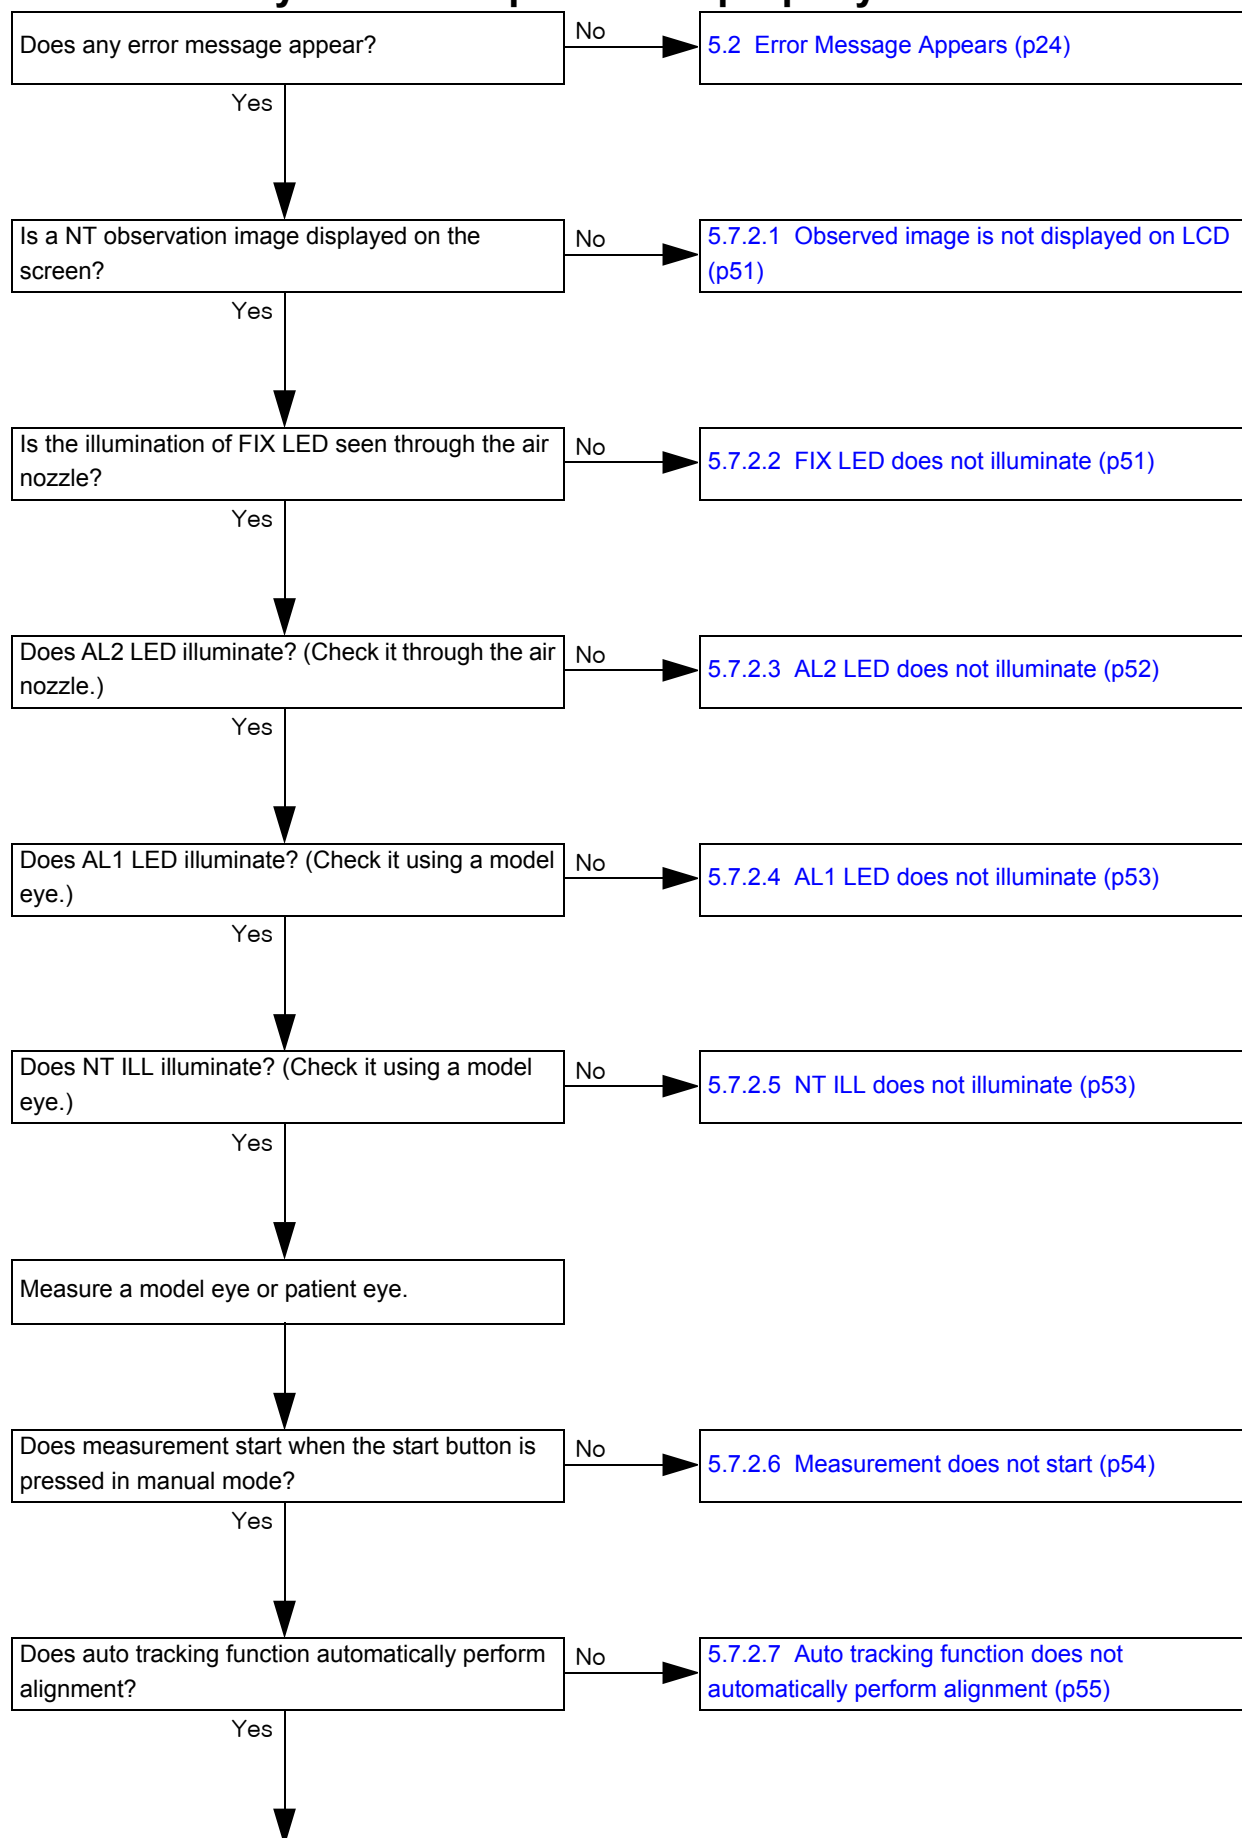 Does any error message appear?
No
5.2 Error Message Appears (p24)
Yes
Is a NT observation image displayed on the
screen?
No
5.7.2.1 Observed image is not displayed on LCD
(p51)
Yes
Is the illumination of FIX LED seen through the air
nozzle?
No
5.7.2.2 FIX LED does not illuminate (p51)
Yes
Does AL2 LED illuminate? (Check it through the air
nozzle.)
No
5.7.2.3 AL2 LED does not illuminate (p52)
Yes
Does AL1 LED illuminate? (Check it using a model
eye.)
No
5.7.2.4 AL1 LED does not illuminate (p53)
Yes
Does NT ILL illuminate? (Check it using a model
eye.)
No
5.7.2.5 NT ILL does not illuminate (p53)
Yes
Measure a model eye or patient eye.
Does measurement start when the start button is
pressed in manual mode?
No
5.7.2.6 Measurement does not start (p54)
Yes
Does auto tracking function automatically perform
alignment?
No
5.7.2.7 Auto tracking function does not
automatically perform alignment (p55)
Yes